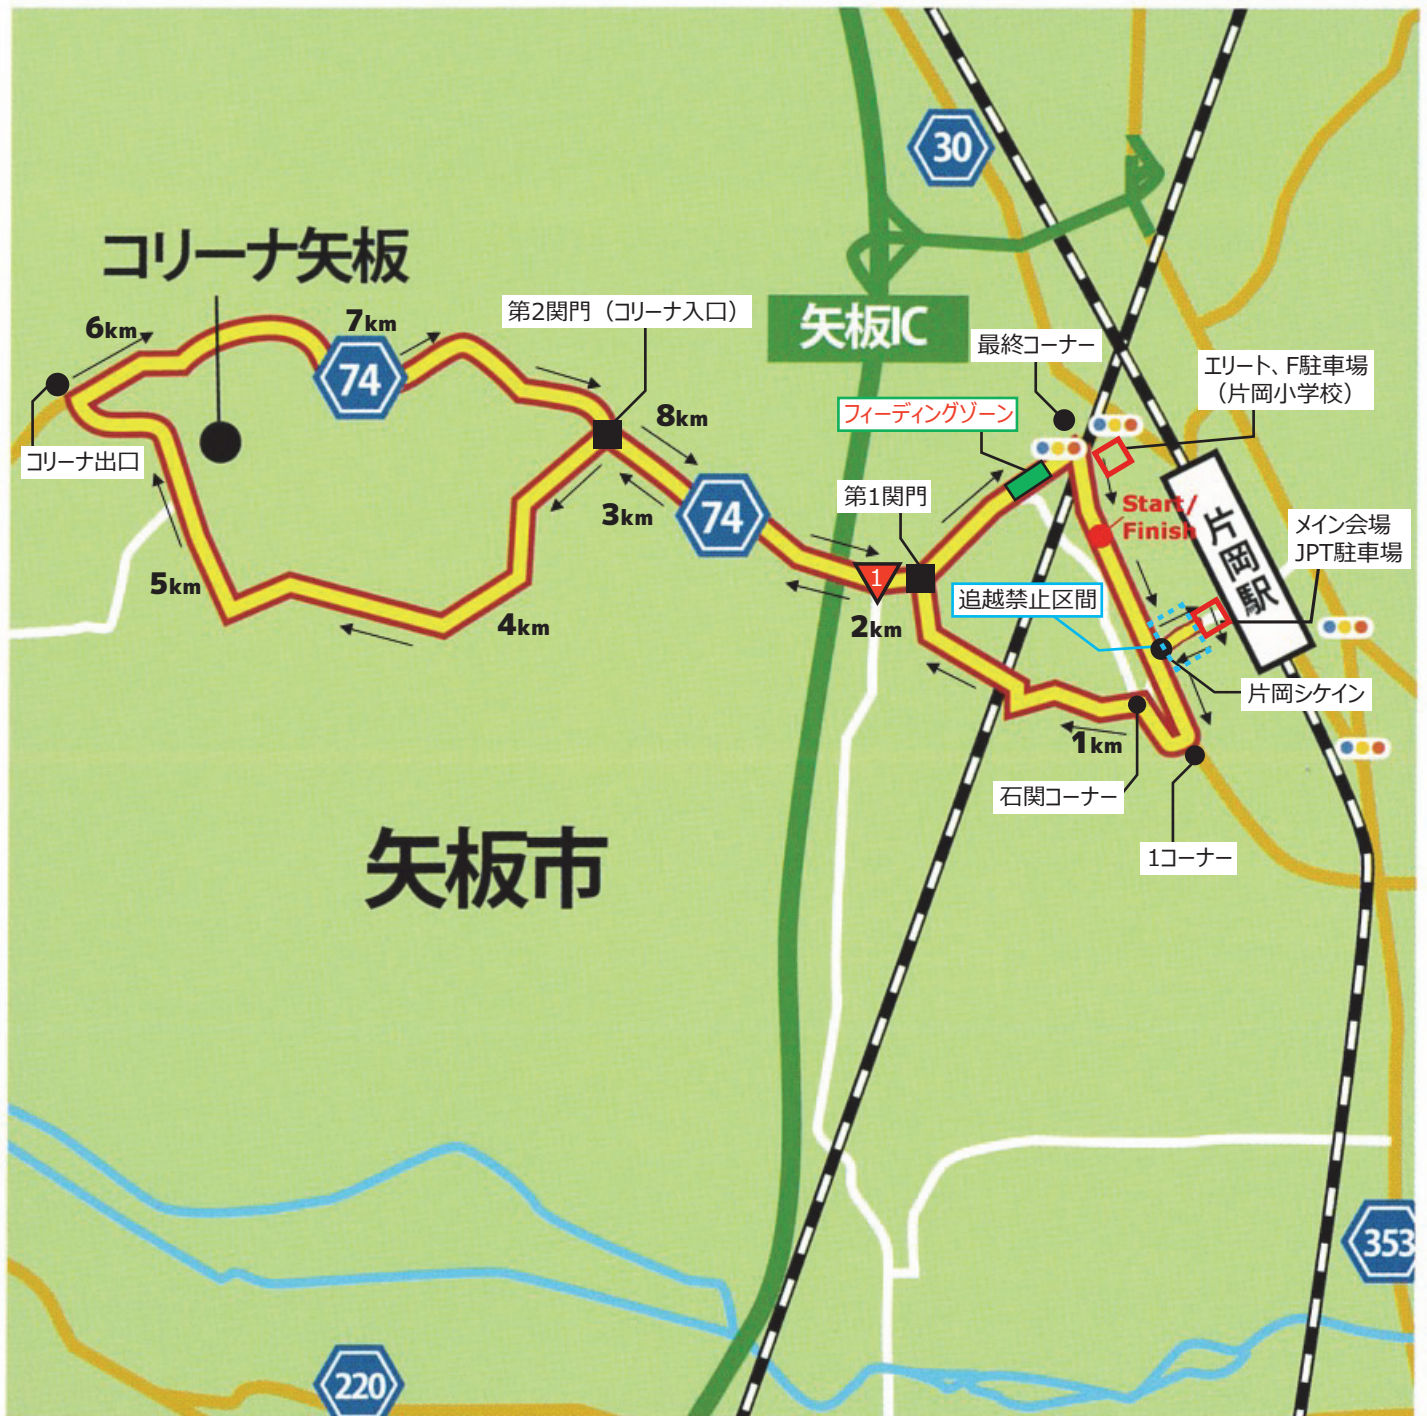 30
コリーナ矢板
6km
7km
74
第2関門（コリーナ入口）
矢板IC
最終コーナー
エリート、F駐車場
（片岡小学校）
フィーディングゾーン
8km
コリーナ出口
第1関門
3km
74
Start/
Finish
片岡駅
メイン会場
JPT駐車場
5km
4km
1
2km
追越禁止区間
片岡シケイン
1km
石関コーナー
1コーナー
矢板市
353
220